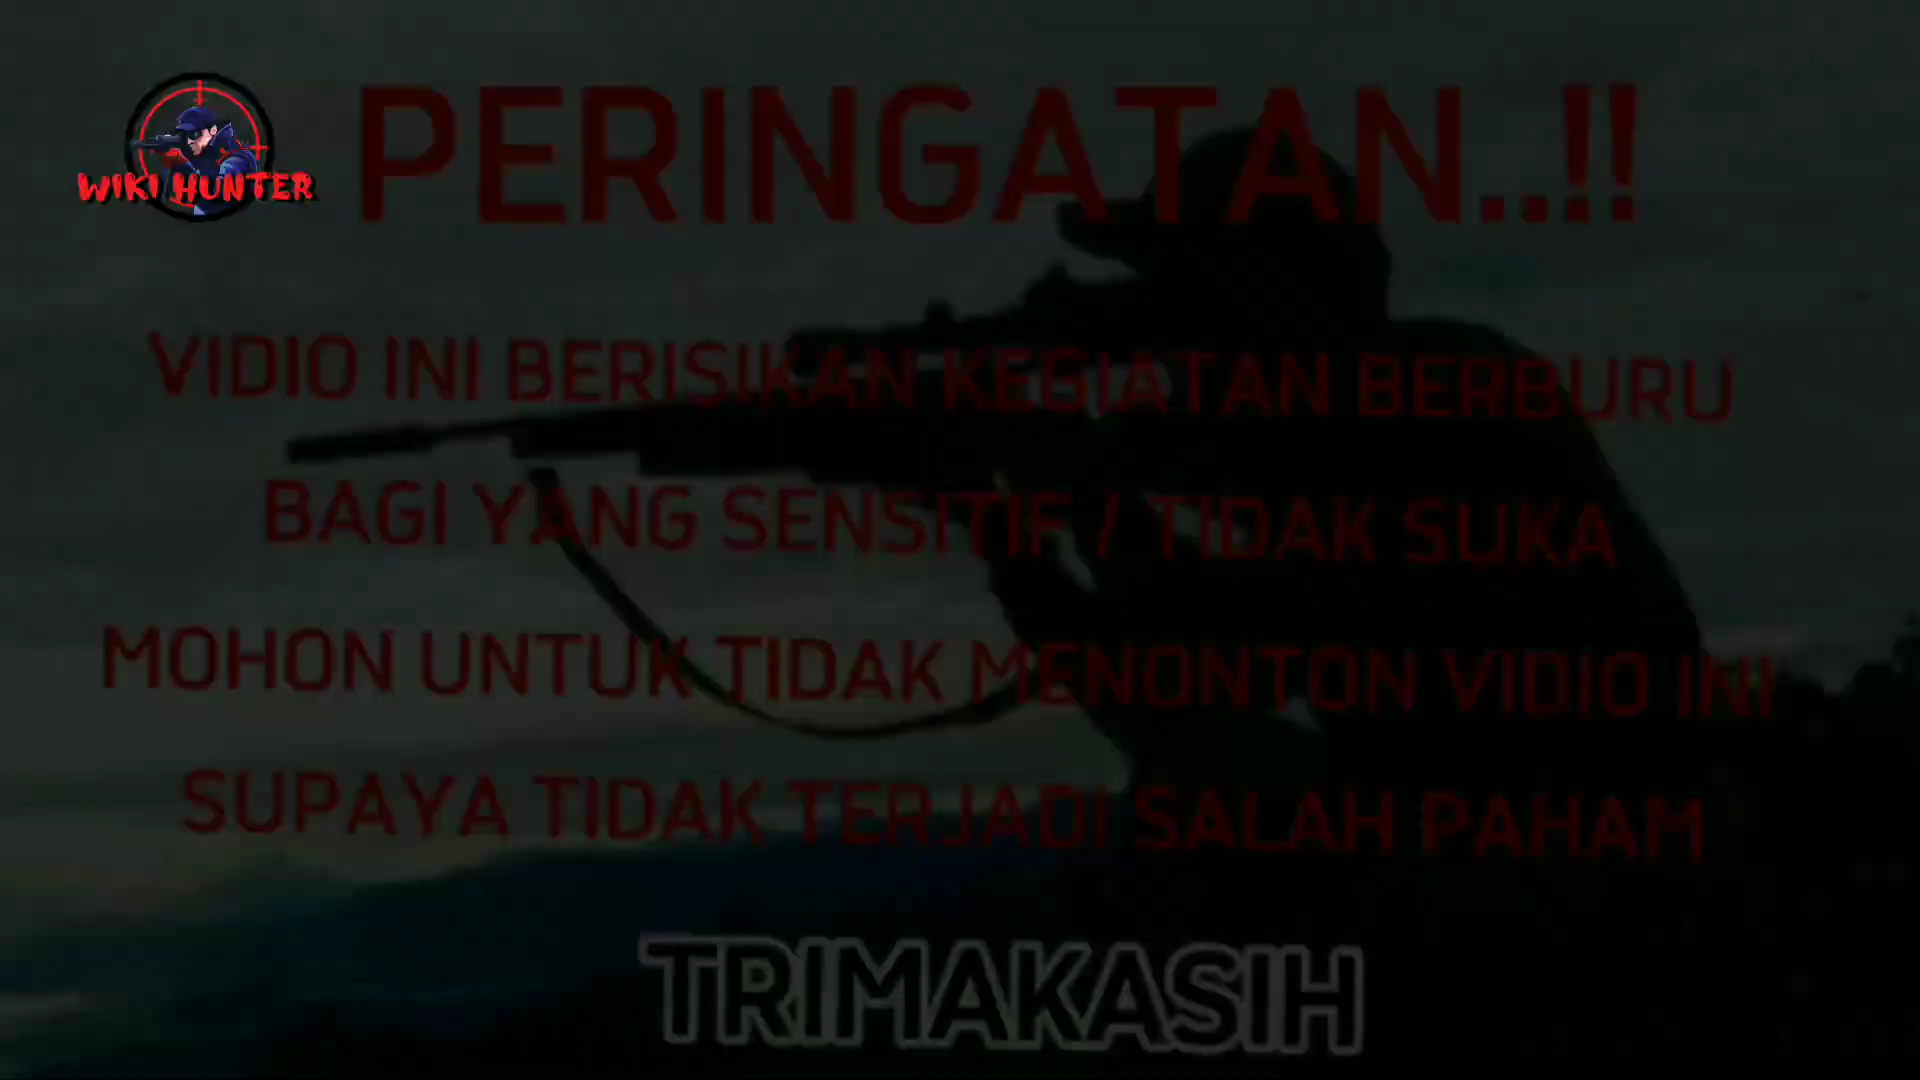 WIKI HUNTER
PERINGATAN..!!
VIDIO INI BERISIKAN KEGIATAN BERBURU
BAGI YANG SENSITIF / TIDAK SUKA
MOHON UNTUK TIDAK MENONTON VIDIO INI
SUPAYA TIDAK TERJADI SALAH PAHAM
TRIMAKASIH